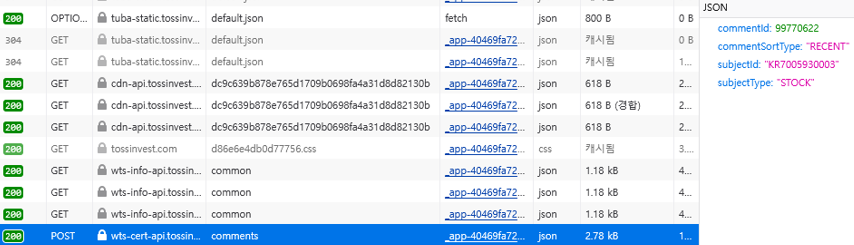 200 OPTIO... tuba-static.tossinv... default.json fetch json 800 B 0 B
304 GET tuba-static.tossinv... default.json _app-40469fa72... json 캐시됨 0 B
304 GET tuba-static.tossinv... default.json _app-40469fa72... json 캐시됨 1...
200 GET cdn-api.tossinvest.... dc9c639b878e765d1709b0698fa4a31d8d82130b _app-40469fa72... json 618 B 2...
200 GET cdn-api.tossinvest.... dc9c639b878e765d1709b0698fa4a31d8d82130b _app-40469fa72... json 618 B (경합) 2...
200 GET cdn-api.tossinvest.... dc9c639b878e765d1709b0698fa4a31d8d82130b _app-40469fa72... json 618 B 2...
200 GET tossinvest.com d86e6e4db0d77756.css _app-40469fa72... css 캐시됨 3....
200 GET wts-info-api.tossin... common _app-40469fa72... json 1.18 kB 4...
200 GET wts-info-api.tossin... common _app-40469fa72... json 1.18 kB 4...
200 GET wts-info-api.tossin... common _app-40469fa72... json 1.18 kB 4...
200 POST wts-cert-api.tossin... comments _app-40469fa72... json 2.78 kB 1...
JSON
commentId: 99770622
commentSortType: "RECENT"
subjectId: "KR7005930003"
subjectType: "STOCK"